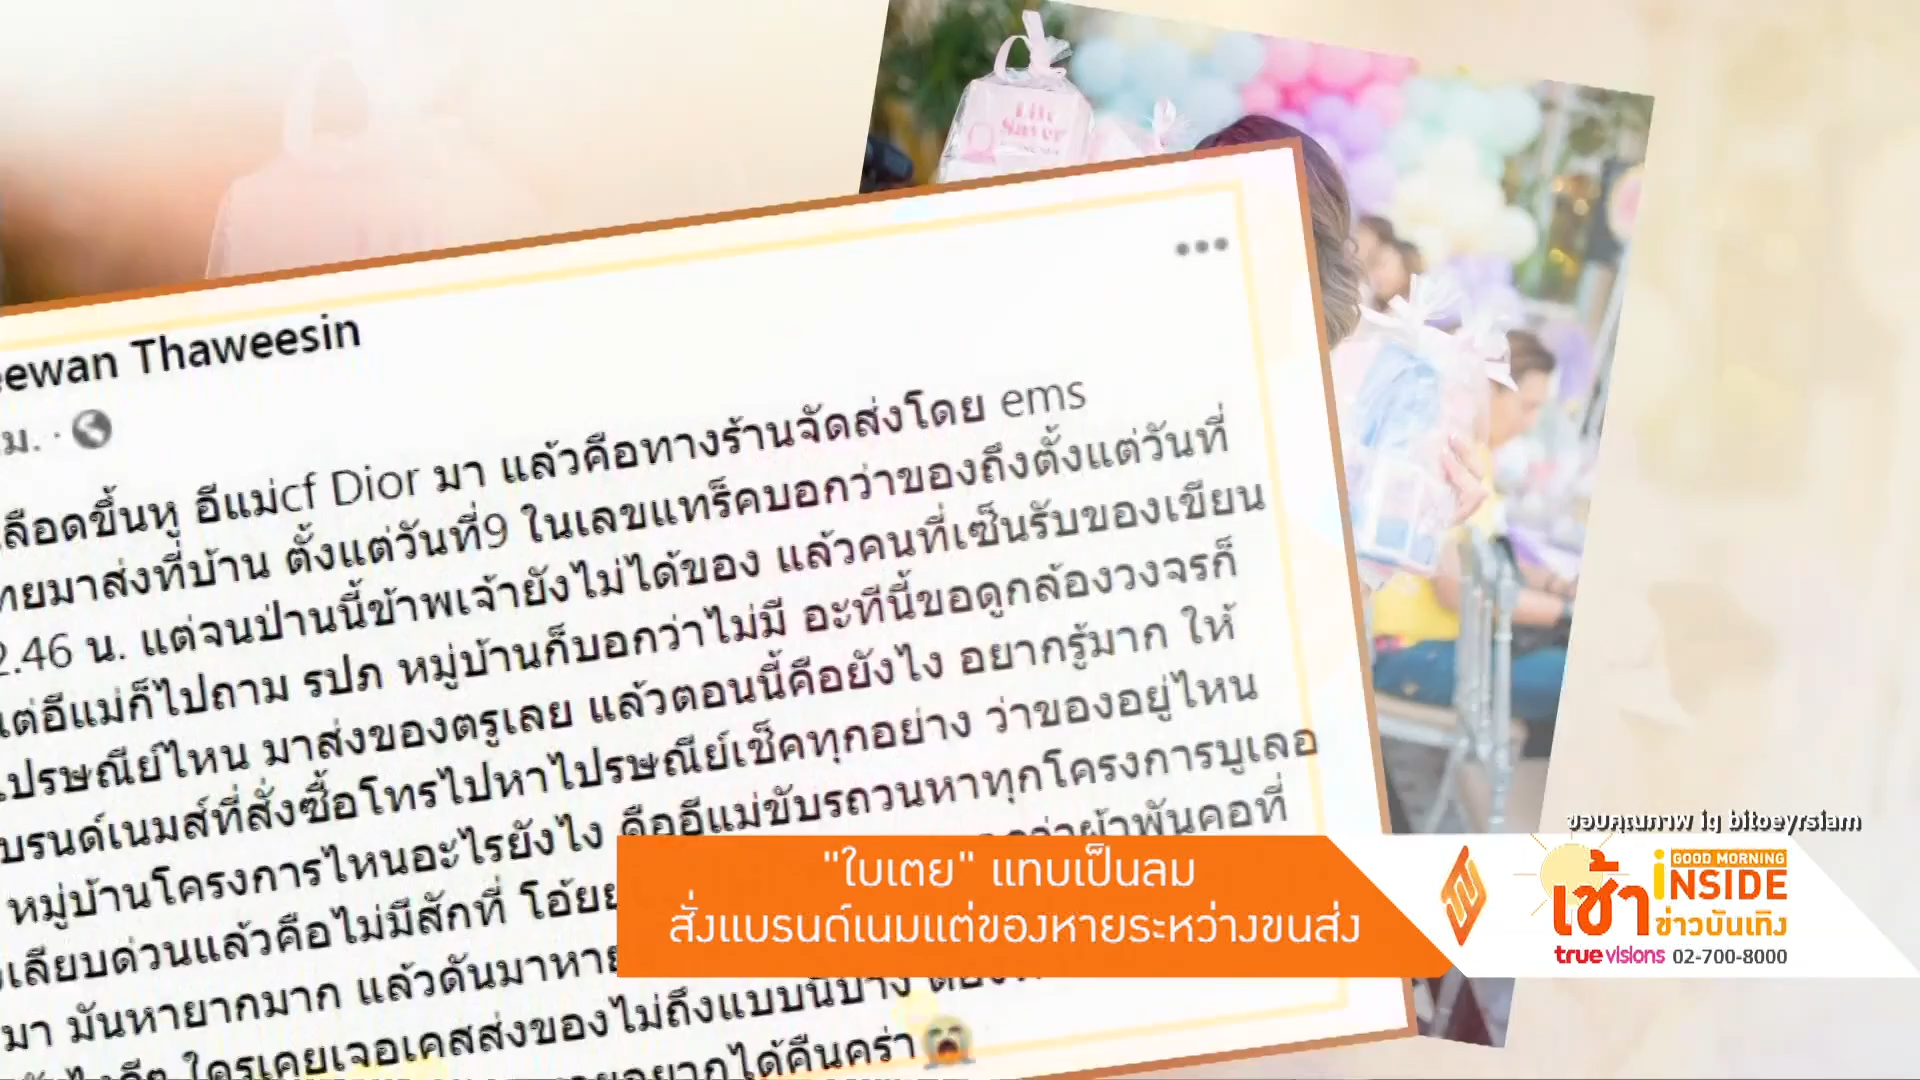 Life
Saver
eewan Thaweesin
ม. ·
ลือดขึ้นหู อีแม่cf Dior มา แล้วคือทางร้านจัดส่งโดย ems
ทยมาส่งที่บ้าน ตั้งแต่วันที่9 ในเลขแทร็คบอกว่าของถึงตั้งแต่วันที่
2.46 น. แต่จนป่านนี้ข้าพเจ้ายังไม่ได้ของ แล้วคนที่เซ็นรับของเขียน
แต่อีแม่ก็ไปถาม รปภ หมู่บ้านก็บอกว่าไม่มี อะทีนี้ขอดูกล้องวงจรก็
ไปรษณีย์ไหน มาส่งของตรูเลย แล้วตอนนี้คือยังไง อยากรู้มาก ให้
บรนด์เนมส์ที่สั่งซื้อโทรไปหาไปรษณีย์เช็คทุกอย่าง ว่าของอยู่ไหน
หมู่บ้านโครงการไหนอะไรยังไง คืออีแม่ขับรถวนหาทุกโครงการบูเลอ
เลียบด่วนแล้วคือไม่มีสักที่ โอ้ย ว่าผ้าพันคอที่
มา มันหายากมาก แล้วดันมาหาย
ใครเคยเจอเคสส่งของไม่ถึงแบบนี้บ้าง
อยากได้คืนคร่า😭
ขอบคุณภาพ ig bitoeyrsiam
"ใบเตย" แทบเป็นลม
สั่งแบรนด์เนมแต่ของหายระหว่างขนส่ง
GOOD MORNING
เช้า iNSIDE
ข่าวบันเทิง
true visions 02-700-8000